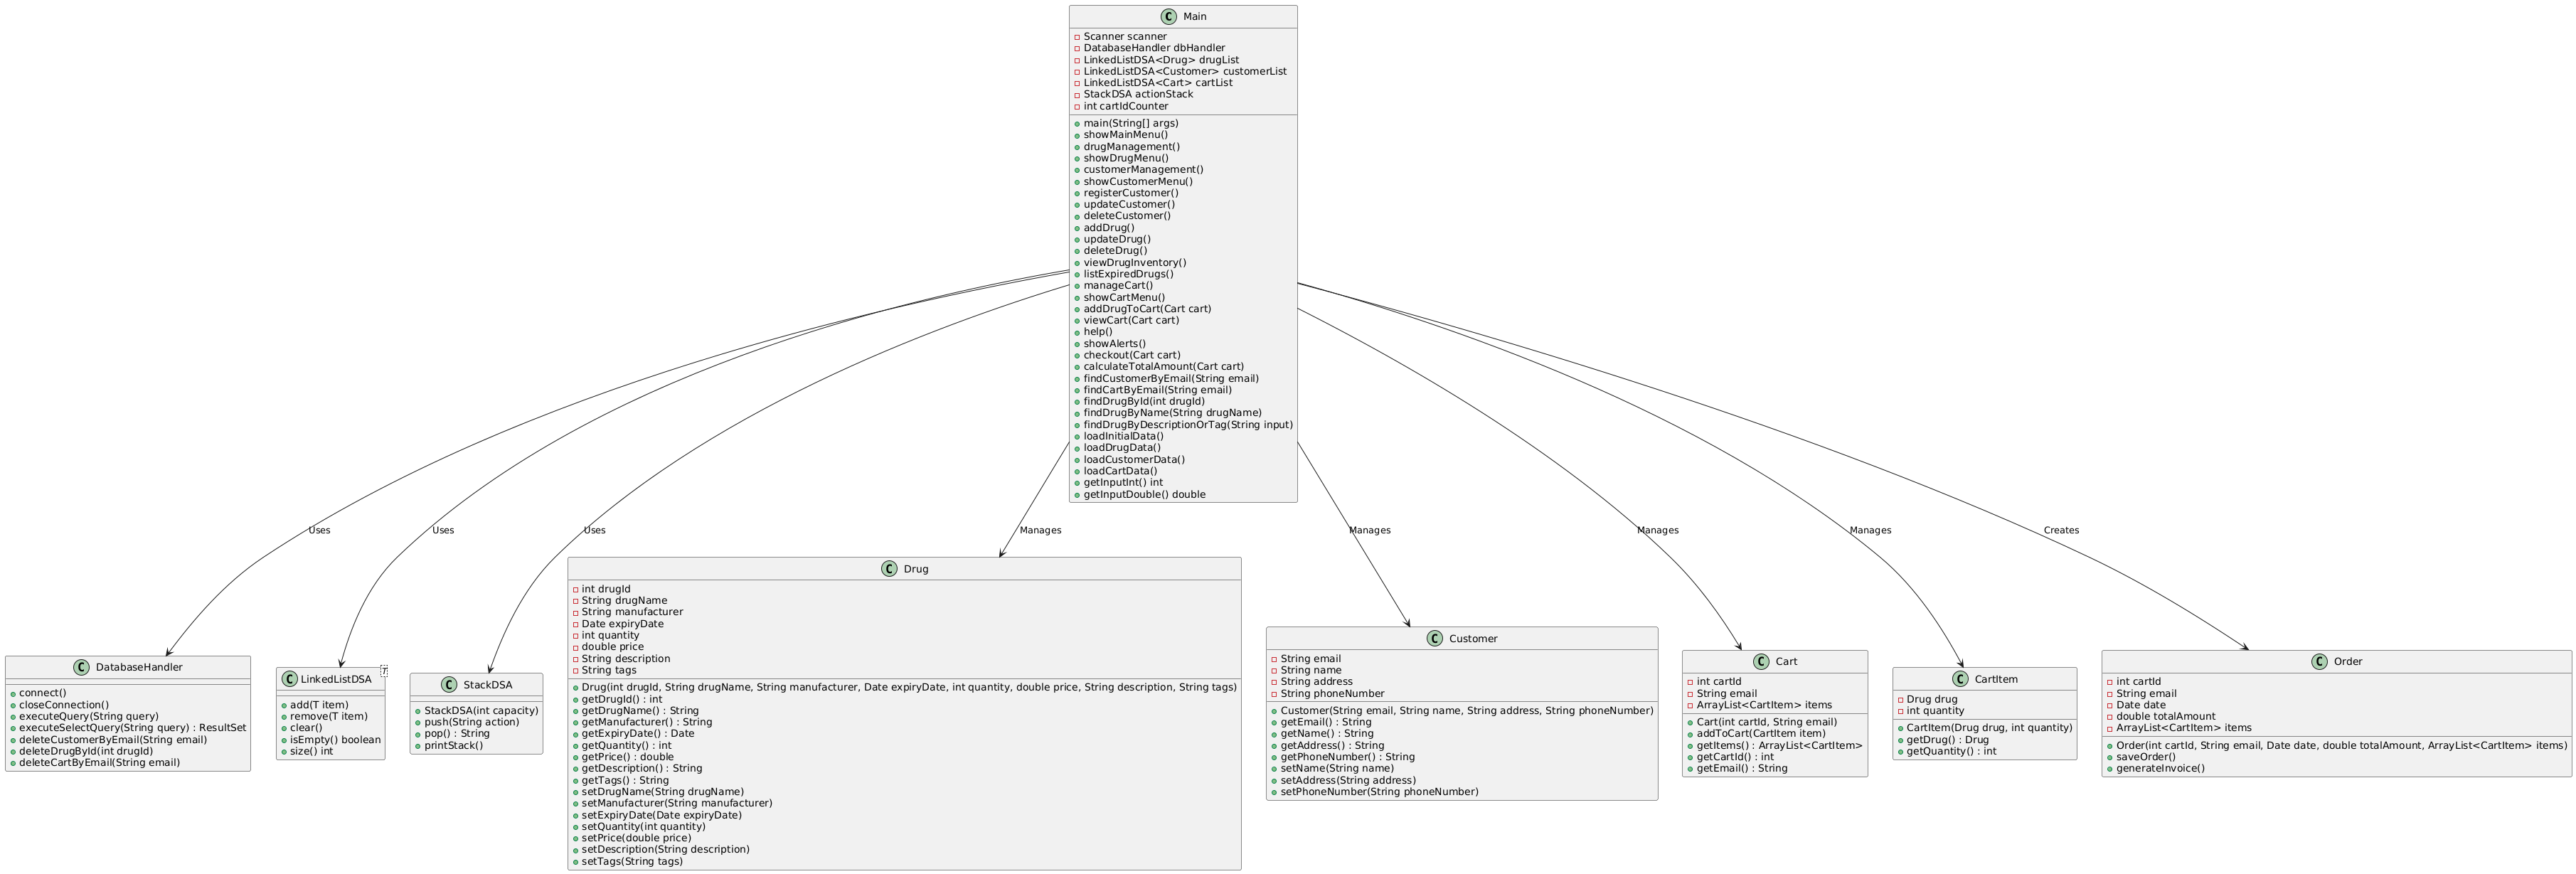 C Main
Scanner scanner
DatabaseHandler dbHandler
LinkedListDSA<Drug> drugList
LinkedListDSA<Customer> customerList
LinkedListDSA<Cart> cartList
StackDSA actionStack
int cartIdCounter
main(String[] args)
showMainMenu()
drugManagement()
showDrugMenu()
customerManagement()
showCustomerMenu()
registerCustomer()
updateCustomer()
deleteCustomer()
addDrug()
updateDrug()
deleteDrug()
viewDrugInventory()
listExpiredDrugs()
manageCart()
showCartMenu()
addDrugToCart(Cart cart)
viewCart(Cart cart)
help()
showAlerts()
checkout(Cart cart)
calculateTotalAmount(Cart cart)
findCustomerByEmail(String email)
findCartByEmail(String email)
findDrugById(int drugId)
findDrugByName(String drugName)
findDrugByDescriptionOrTag(String input)
loadInitialData()
loadDrugData()
loadCustomerData()
loadCartData()
getInputInt() int
getInputDouble() double
Uses
Uses
Uses
Manages
Manages
Manages
Manages
Creates
C DatabaseHandler
connect()
closeConnection()
executeQuery(String query)
executeSelectQuery(String query) : ResultSet
deleteCustomerByEmail(String email)
deleteDrugById(int drugId)
deleteCartByEmail(String email)
C LinkedListDSA T
add(T item)
remove(T item)
clear()
isEmpty() boolean
size() int
C StackDSA
StackDSA(int capacity)
push(String action)
pop() : String
printStack()
C Drug
int drugId
String drugName
String manufacturer
Date expiryDate
int quantity
double price
String description
String tags
Drug(int drugId, String drugName, String manufacturer, Date expiryDate, int quantity, double price, String description, String tags)
getDrugId() : int
getDrugName() : String
getManufacturer() : String
getExpiryDate() : Date
getQuantity() : int
getPrice() : double
getDescription() : String
getTags() : String
setDrugName(String drugName)
setManufacturer(String manufacturer)
setExpiryDate(Date expiryDate)
setQuantity(int quantity)
setPrice(double price)
setDescription(String description)
setTags(String tags)
C Customer
String email
String name
String address
String phoneNumber
Customer(String email, String name, String address, String phoneNumber)
getEmail() : String
getName() : String
getAddress() : String
getPhoneNumber() : String
setName(String name)
setAddress(String address)
setPhoneNumber(String phoneNumber)
C Cart
int cartId
String email
ArrayList<CartItem> items
Cart(int cartId, String email)
addToCart(CartItem item)
getItems() : ArrayList<CartItem>
getCartId() : int
getEmail() : String
C CartItem
Drug drug
int quantity
CartItem(Drug drug, int quantity)
getDrug() : Drug
getQuantity() : int
C Order
int cartId
String email
Date date
double totalAmount
ArrayList<CartItem> items
Order(int cartId, String email, Date date, double totalAmount, ArrayList<CartItem> items)
saveOrder()
generateInvoice()